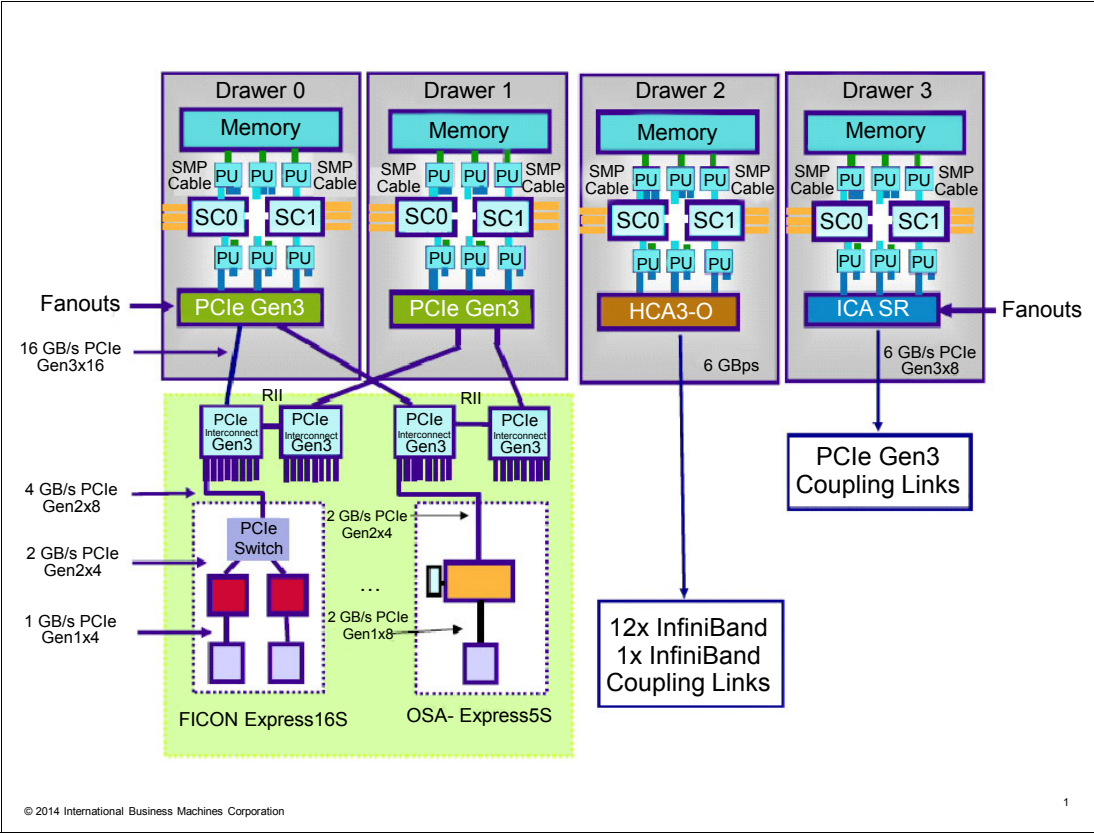 Drawer 0
Drawer 1
Drawer 2
Drawer 3
Memory
Memory
Memory
Memory
SMP
Cable
PU
PU
PU
SMP
Cable
SMP
Cable
PU
PU
PU
SMP
Cable
SMP
Cable
PU
PU
PU
SMP
Cable
SMP
Cable
PU
PU
PU
SMP
Cable
SC0
SC1
SC0
SC1
SC0
SC1
SC0
SC1
PU
PU
PU
PU
PU
PU
PU
PU
PU
PU
PU
PU
Fanouts
PCIe Gen3
PCIe Gen3
HCA3-O
ICA SR
Fanouts
16 GB/s PCIe
Gen3x16
6 GBps
6 GB/s PCIe
Gen3x8
RII
RII
PCIe
Interconnect
Gen3
PCIe
Interconnect
Gen3
PCIe
Interconnect
Gen3
PCIe
Interconnect
Gen3
PCIe Gen3
Coupling Links
4 GB/s PCIe
Gen2x8
2 GB/s PCIe
Gen2x4
PCIe
Switch
2 GB/s PCIe
Gen2x4
...
1 GB/s PCIe
Gen1x4
2 GB/s PCIe
Gen1x8
12x InfiniBand
1x InfiniBand
Coupling Links
FICON Express16S
OSA- Express5S
© 2014 International Business Machines Corporation
1